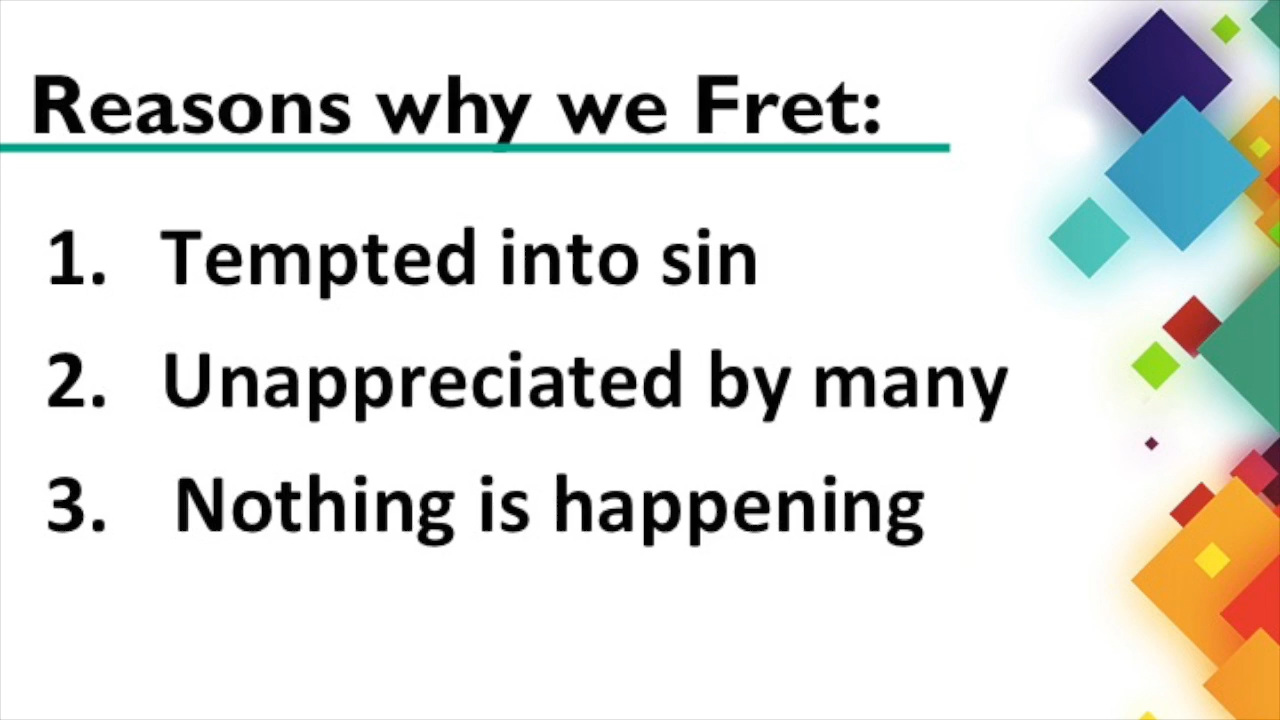 Reasons why we Fret:
1. Tempted into sin
2. Unappreciated by many
3. Nothing is happening